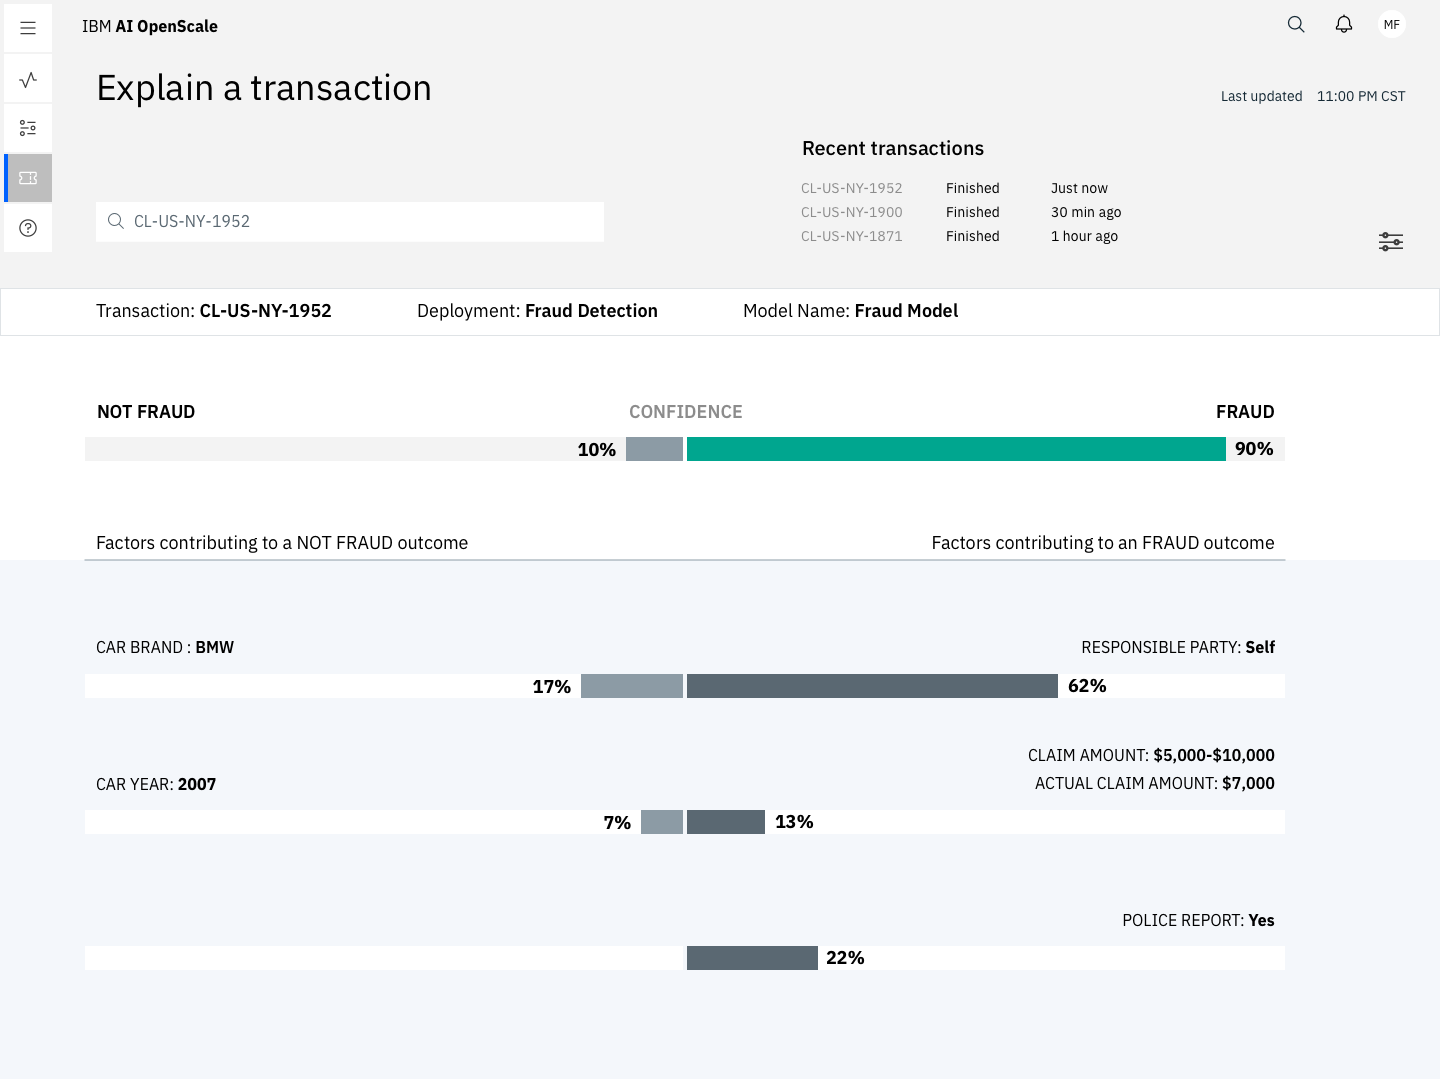 IBM AI OpenScale
MF
Explain a transaction
Last updated 11:00 PM CST
Recent transactions
CL-US-NY-1952 Finished Just now
CL-US-NY-1900 Finished 30 min ago
CL-US-NY-1871 Finished 1 hour ago
CL-US-NY-1952
Transaction: CL-US-NY-1952 Deployment: Fraud Detection Model Name: Fraud Model
NOT FRAUD CONFIDENCE FRAUD
10% 90%
Factors contributing to a NOT FRAUD outcome Factors contributing to an FRAUD outcome
CAR BRAND : BMW RESPONSIBLE PARTY: Self
17% 62%
CLAIM AMOUNT: $5,000-$10,000
CAR YEAR: 2007 ACTUAL CLAIM AMOUNT: $7,000
7% 13%
POLICE REPORT: Yes
22%